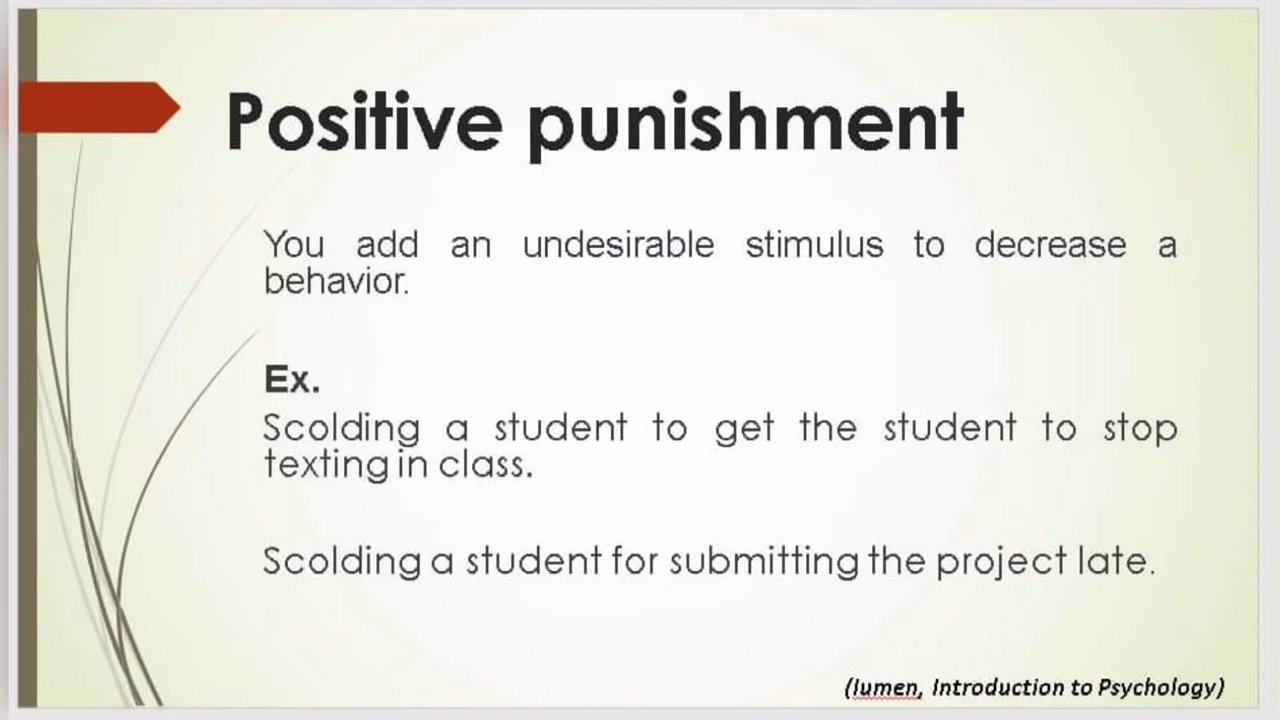 Positive punishment
You add an undesirable stimulus to decrease a
behavior.
Ex.
Scolding a student to get the student to stop
texting in class.
Scolding a student for submitting the project late.
(lumen, Introduction to Psychology)